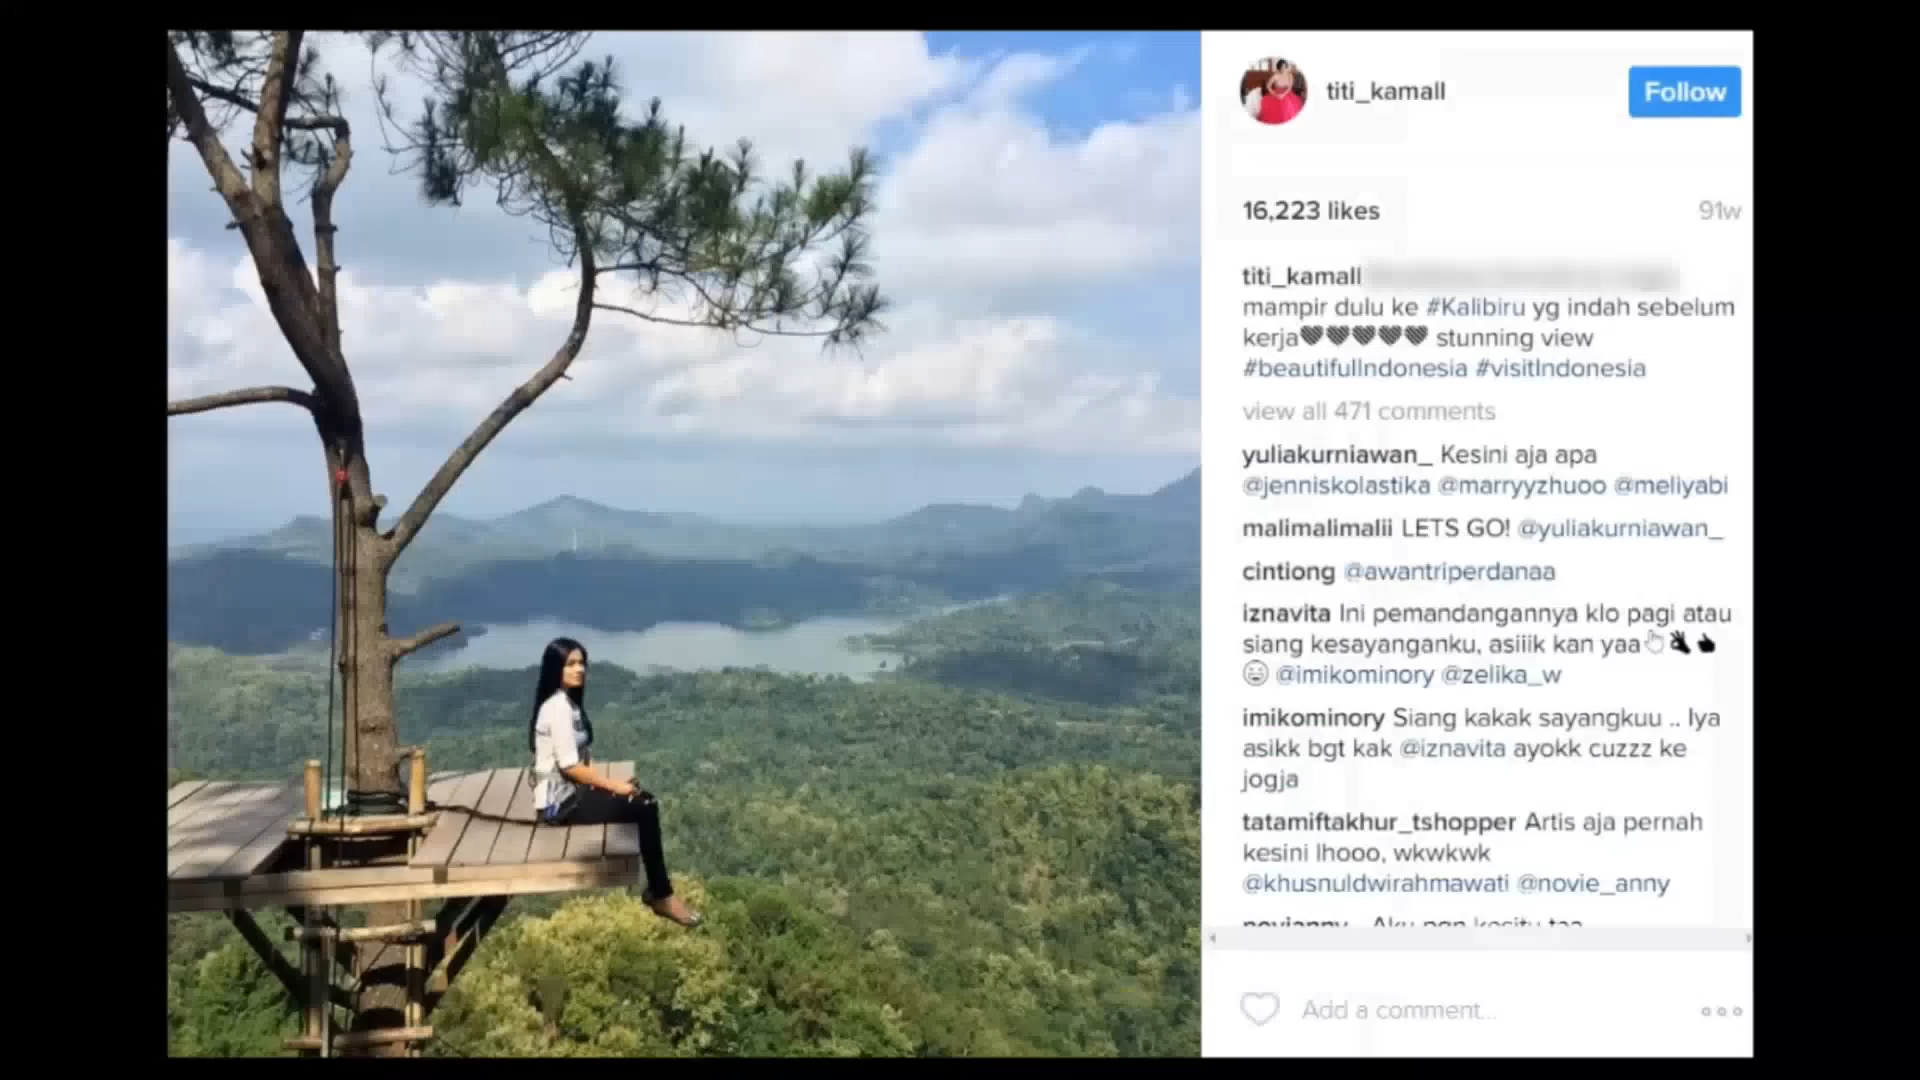 titi_kamall
Follow
16,223 likes
91w
titi_kamall
mampir dulu ke #Kalibiru yg indah sebelum
kerja🖤🖤🖤🖤🖤 stunning view
#beautifulIndonesia #visitIndonesia
view all 471 comments
yuliakurniawan_ Kesini aja apa
@jenniskolastika @marryyzhuoo @meliyabi
malimalimalii LETS GO! @yuliakurniawan_
cintiong @awantriperdanaa
iznavita Ini pemandangannya klo pagi atau
siang kesayanganku, asiiik kan yaa
@imikominory @zelika_w
imikominory Siang kakak sayangkuu .. Iya
asikk bgt kak @iznavita ayokk cuzzz ke
jogja
tatamiftakhur_tshopper Artis aja pernah
kesini lhooo, wkwkwk
@khusnuldwirahmawati @novie_anny
Add a comment...